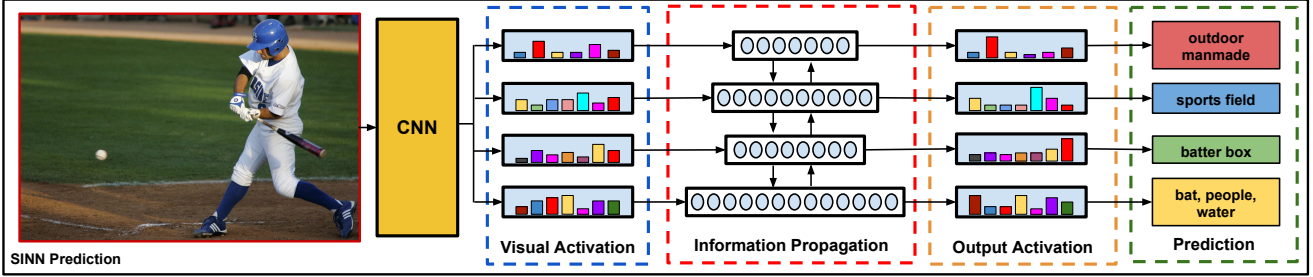 CNN
outdoor
manmade
sports field
batter box
bat, people,
water
Visual Activation
Information Propagation
Output Activation
Prediction
SINN Prediction